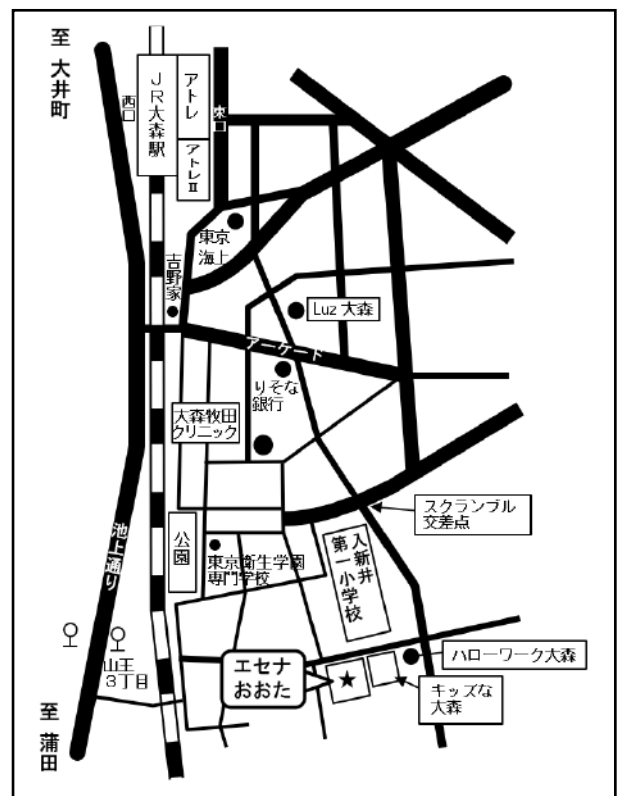 至 大井町
西口
JR大森駅
アトレ
アトレⅡ
東口
東京
海上
吉野家
Luz 大森
アーケード
りそな
銀行
大森牧田
クリニック
スクランブル
交差点
池上通り
公園
東京衛生学園
専門学校
入新井
第一小学校
山王
3丁目
エセナ
おおた
ハローワーク大森
キッズな
大森
至 蒲田